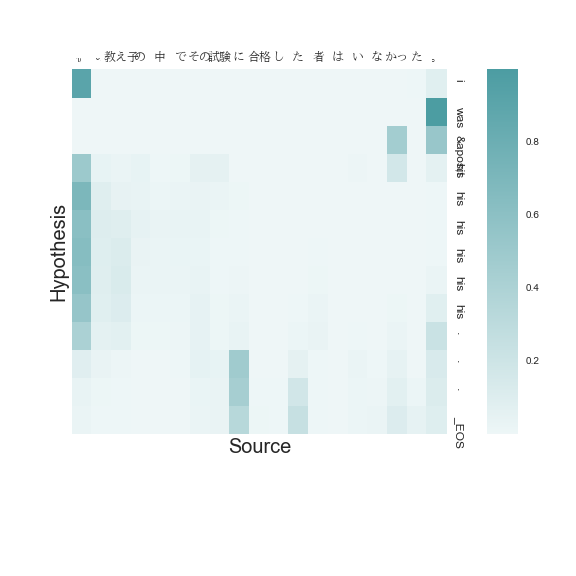 教え子の 中 でその試験に 合格し た 者 は い なかった 。
i
was
his
his
his
his
his
his
.
.
.
_EOS
Hypothesis
Source
0.8
0.6
0.4
0.2